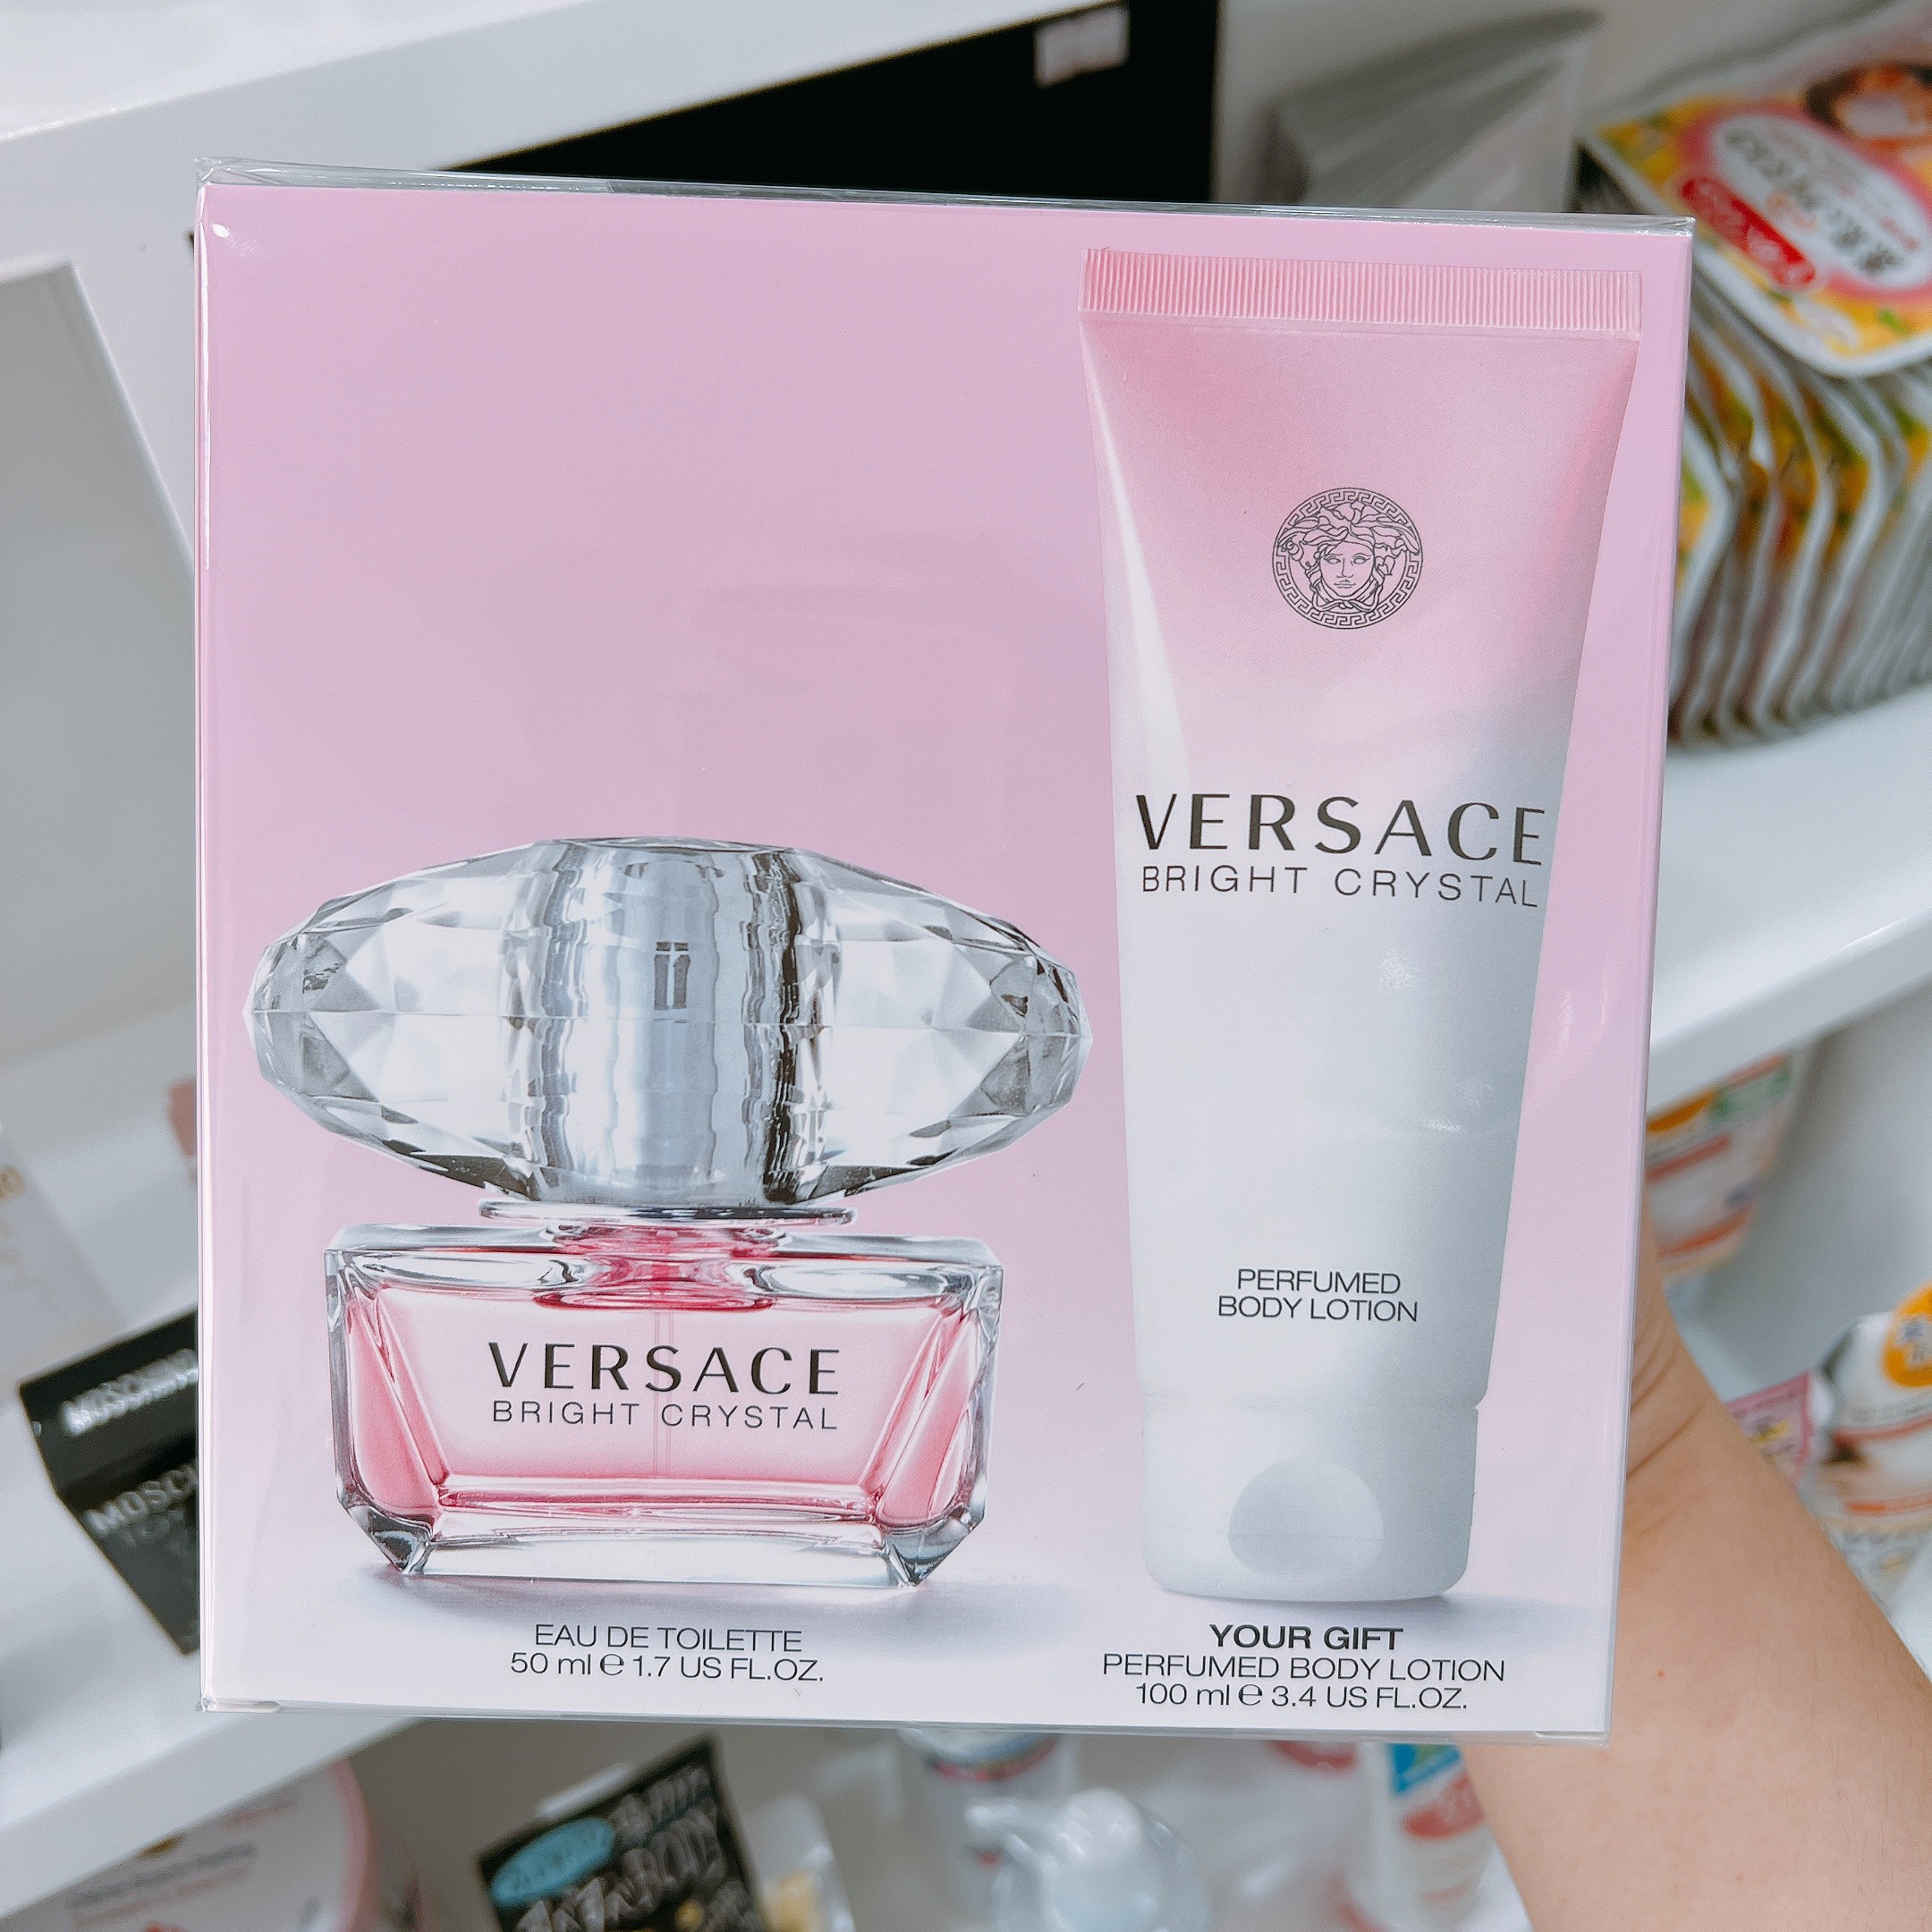 VERSACE
BRIGHT CRYSTAL
PERFUMED
BODY LOTION
VERSACE
BRIGHT CRYSTAL
EAU DE TOILETTE
50 ml ℮ 1.7 US FL.OZ.
YOUR GIFT
PERFUMED BODY LOTION
100 ml ℮ 3.4 US FL.OZ.
MOSCHINO